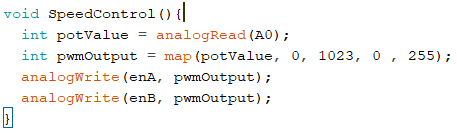 void SpeedControl(){
  int potValue = analogRead(A0);
  int pwmOutput = map(potValue, 0, 1023, 0 , 255);
  analogWrite(enA, pwmOutput);
  analogWrite(enB, pwmOutput);
}